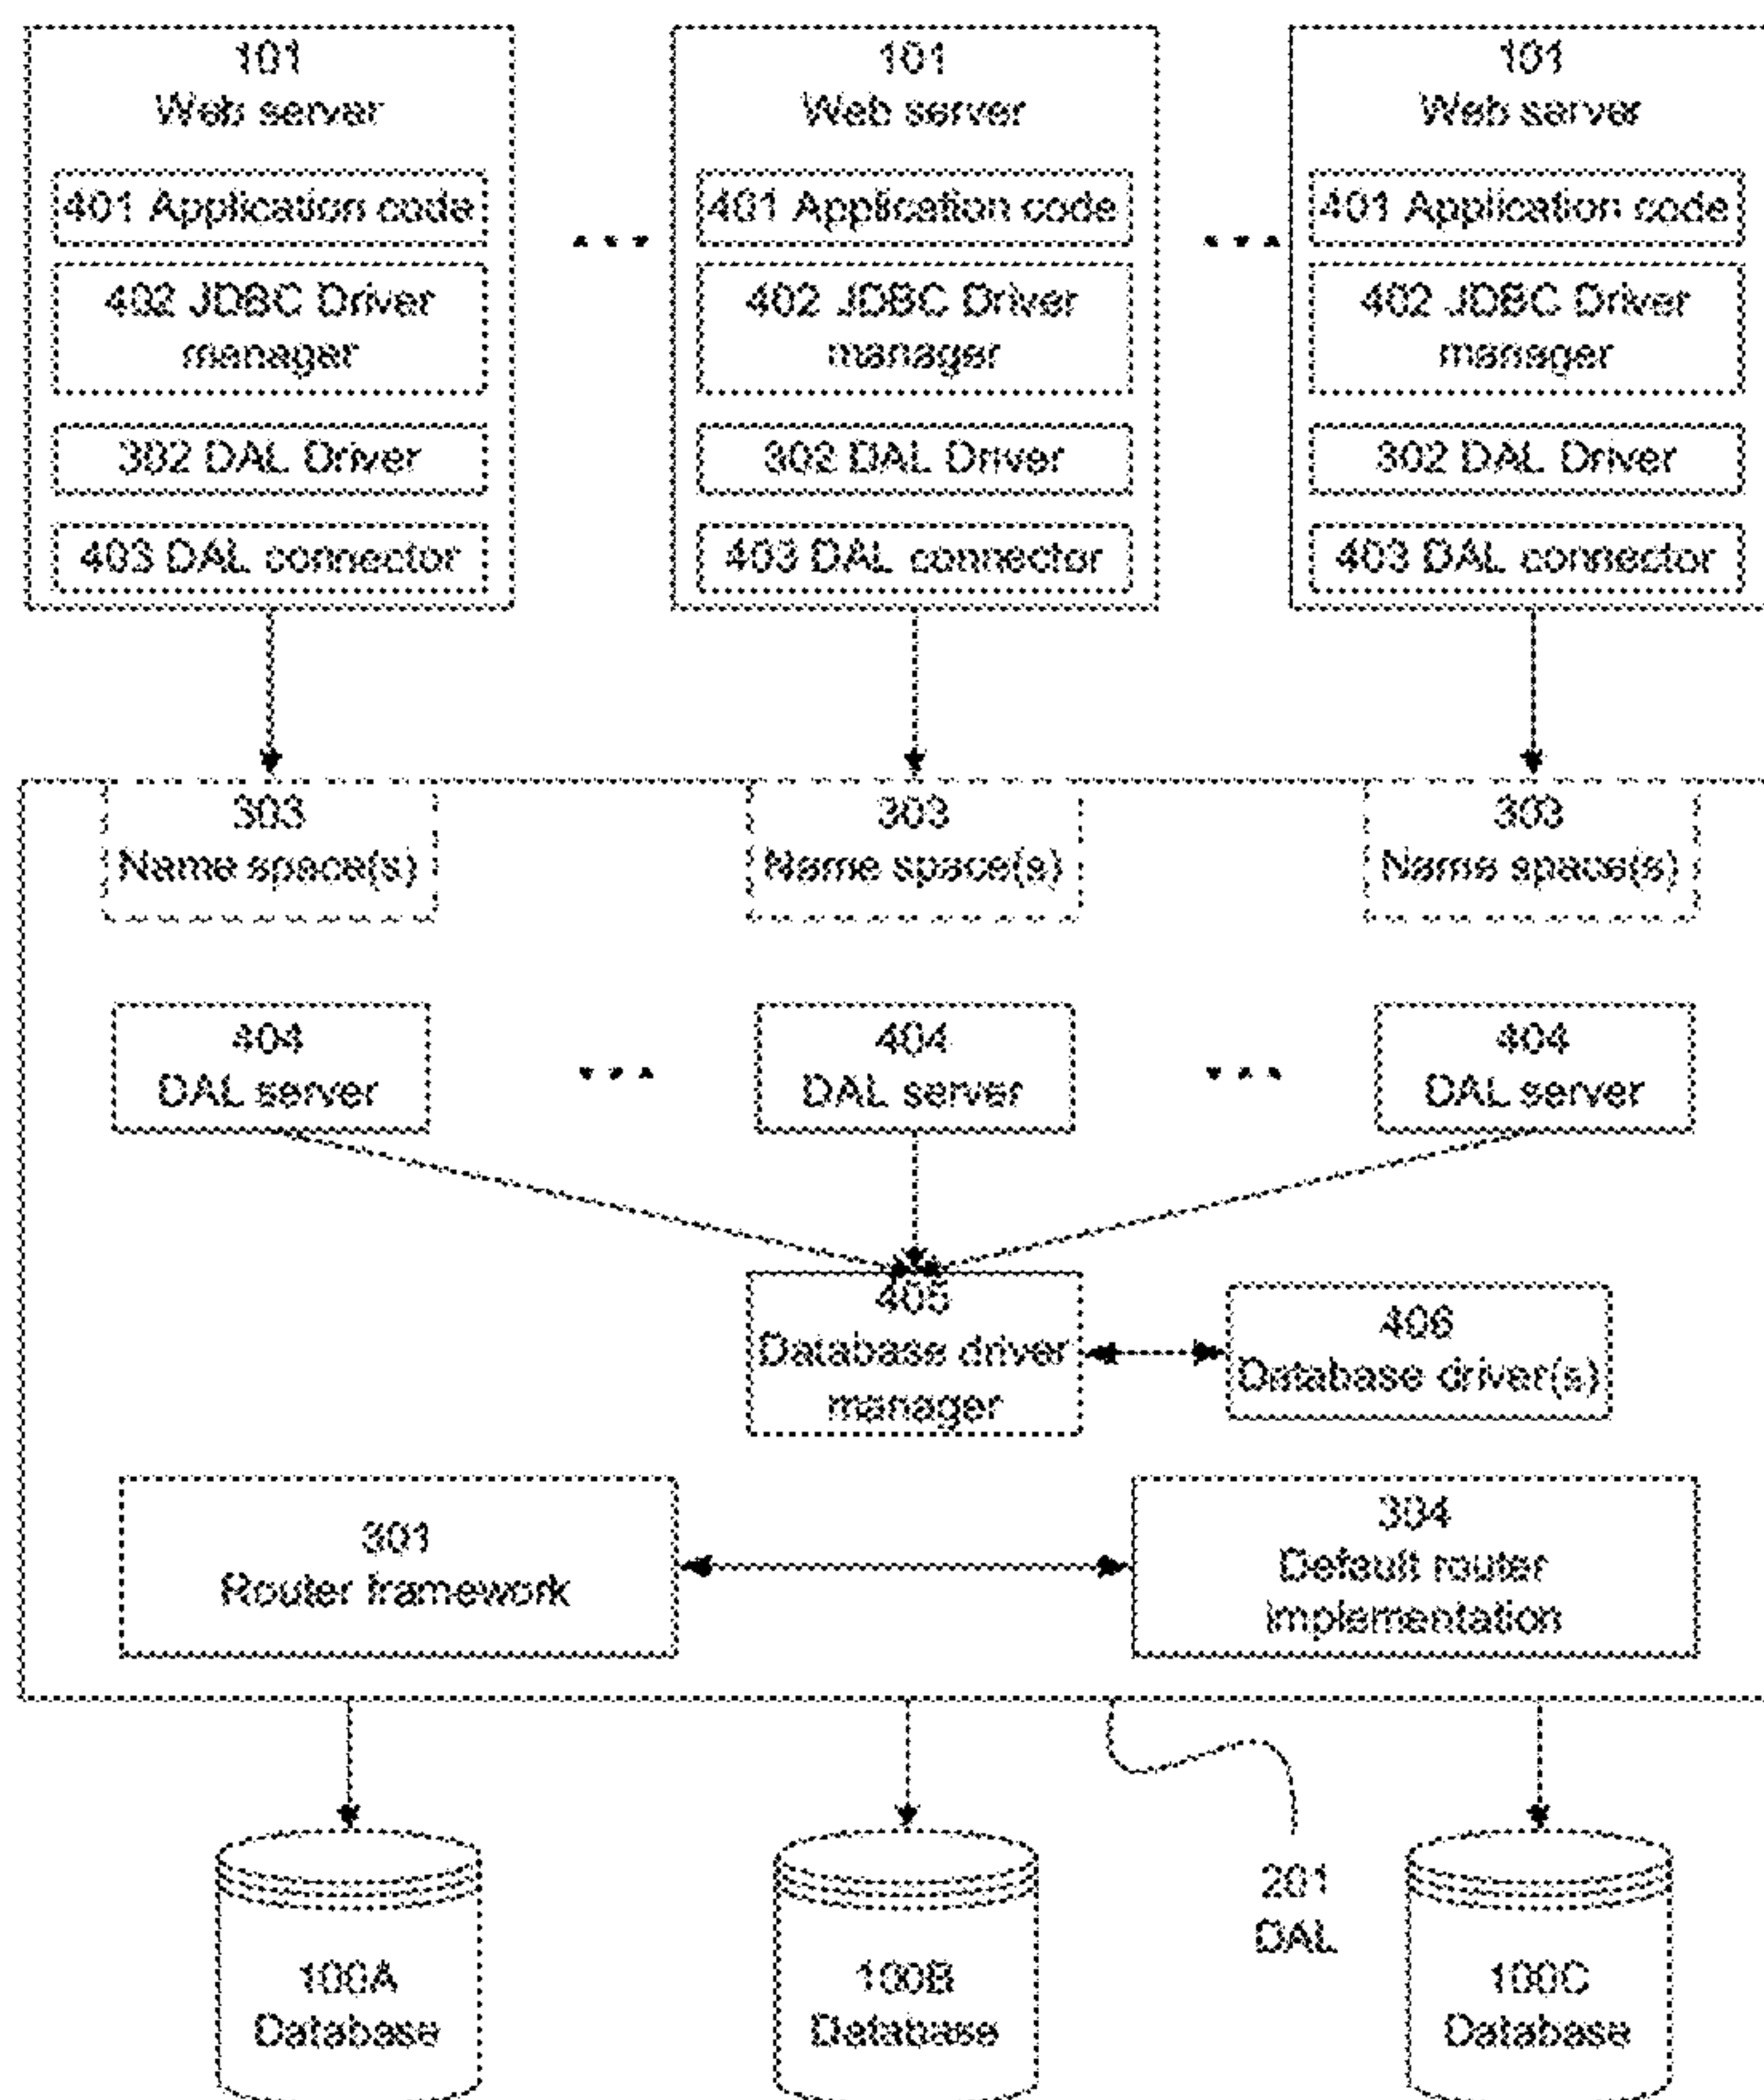 101
Web server
401 Application code
402 JDBC Driver
manager
302 DAL Driver
403 DAL connector
...
101
Web server
401 Application code
402 JDBC Driver
manager
302 DAL Driver
403 DAL connector
...
101
Web server
401 Application code
402 JDBC Driver
manager
302 DAL Driver
403 DAL connector
303
Name space(s)
303
Name space(s)
303
Name space(s)
404
DAL server
...
404
DAL server
...
404
DAL server
405
Database driver
manager
406
Database driver(s)
301
Router framework
304
Default router
implementation
201
DAL
100A
Database
100B
Database
100C
Database